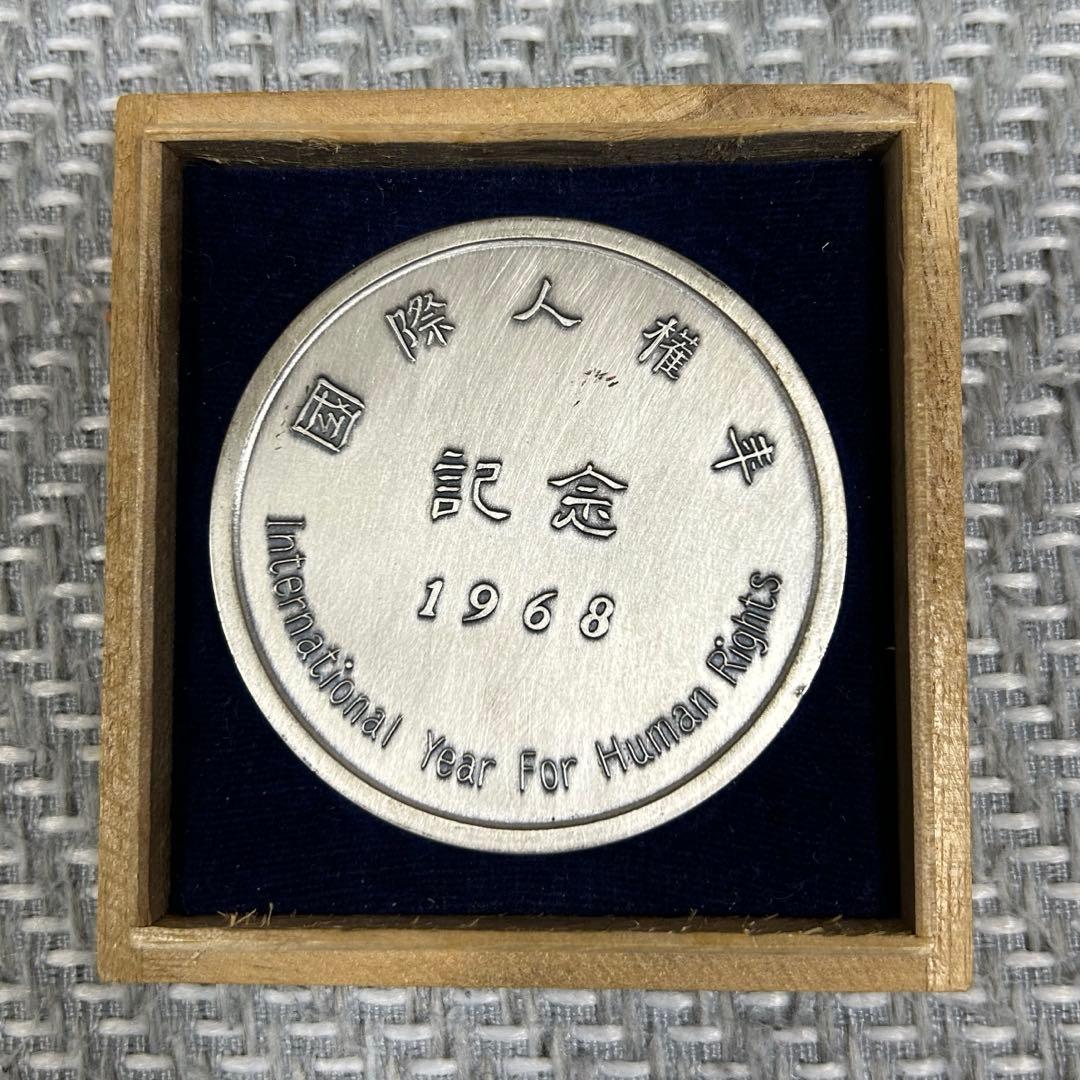 國際人權年
記念
1968
International Year For Human Rights